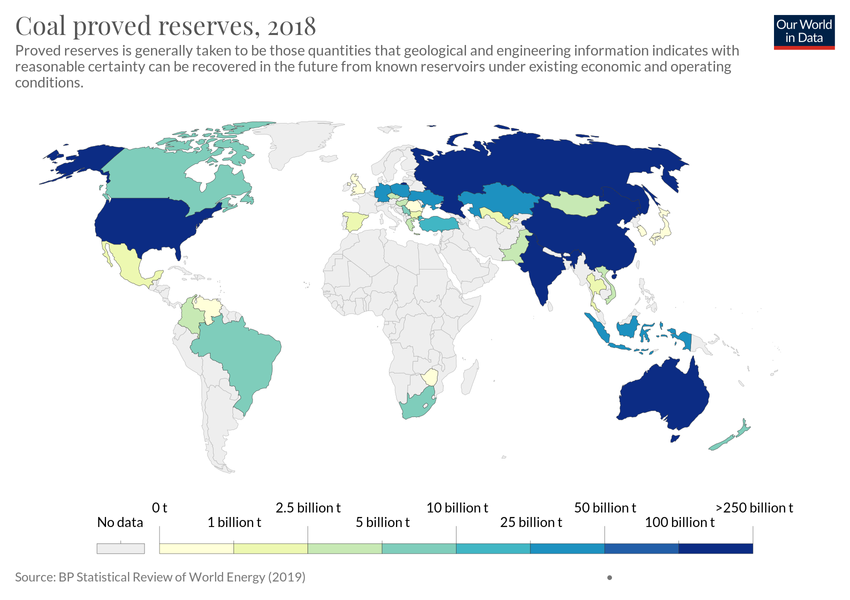 Coal proved reserves, 2018
Our World
in Data
Proved reserves is generally taken to be those quantities that geological and engineering information indicates with
reasonable certainty can be recovered in the future from known reservoirs under existing economic and operating
conditions.
0 t
2.5 billion t
10 billion t
50 billion t
>250 billion t
No data
1 billion t
5 billion t
25 billion t
100 billion t
Source: BP Statistical Review of World Energy (2019)